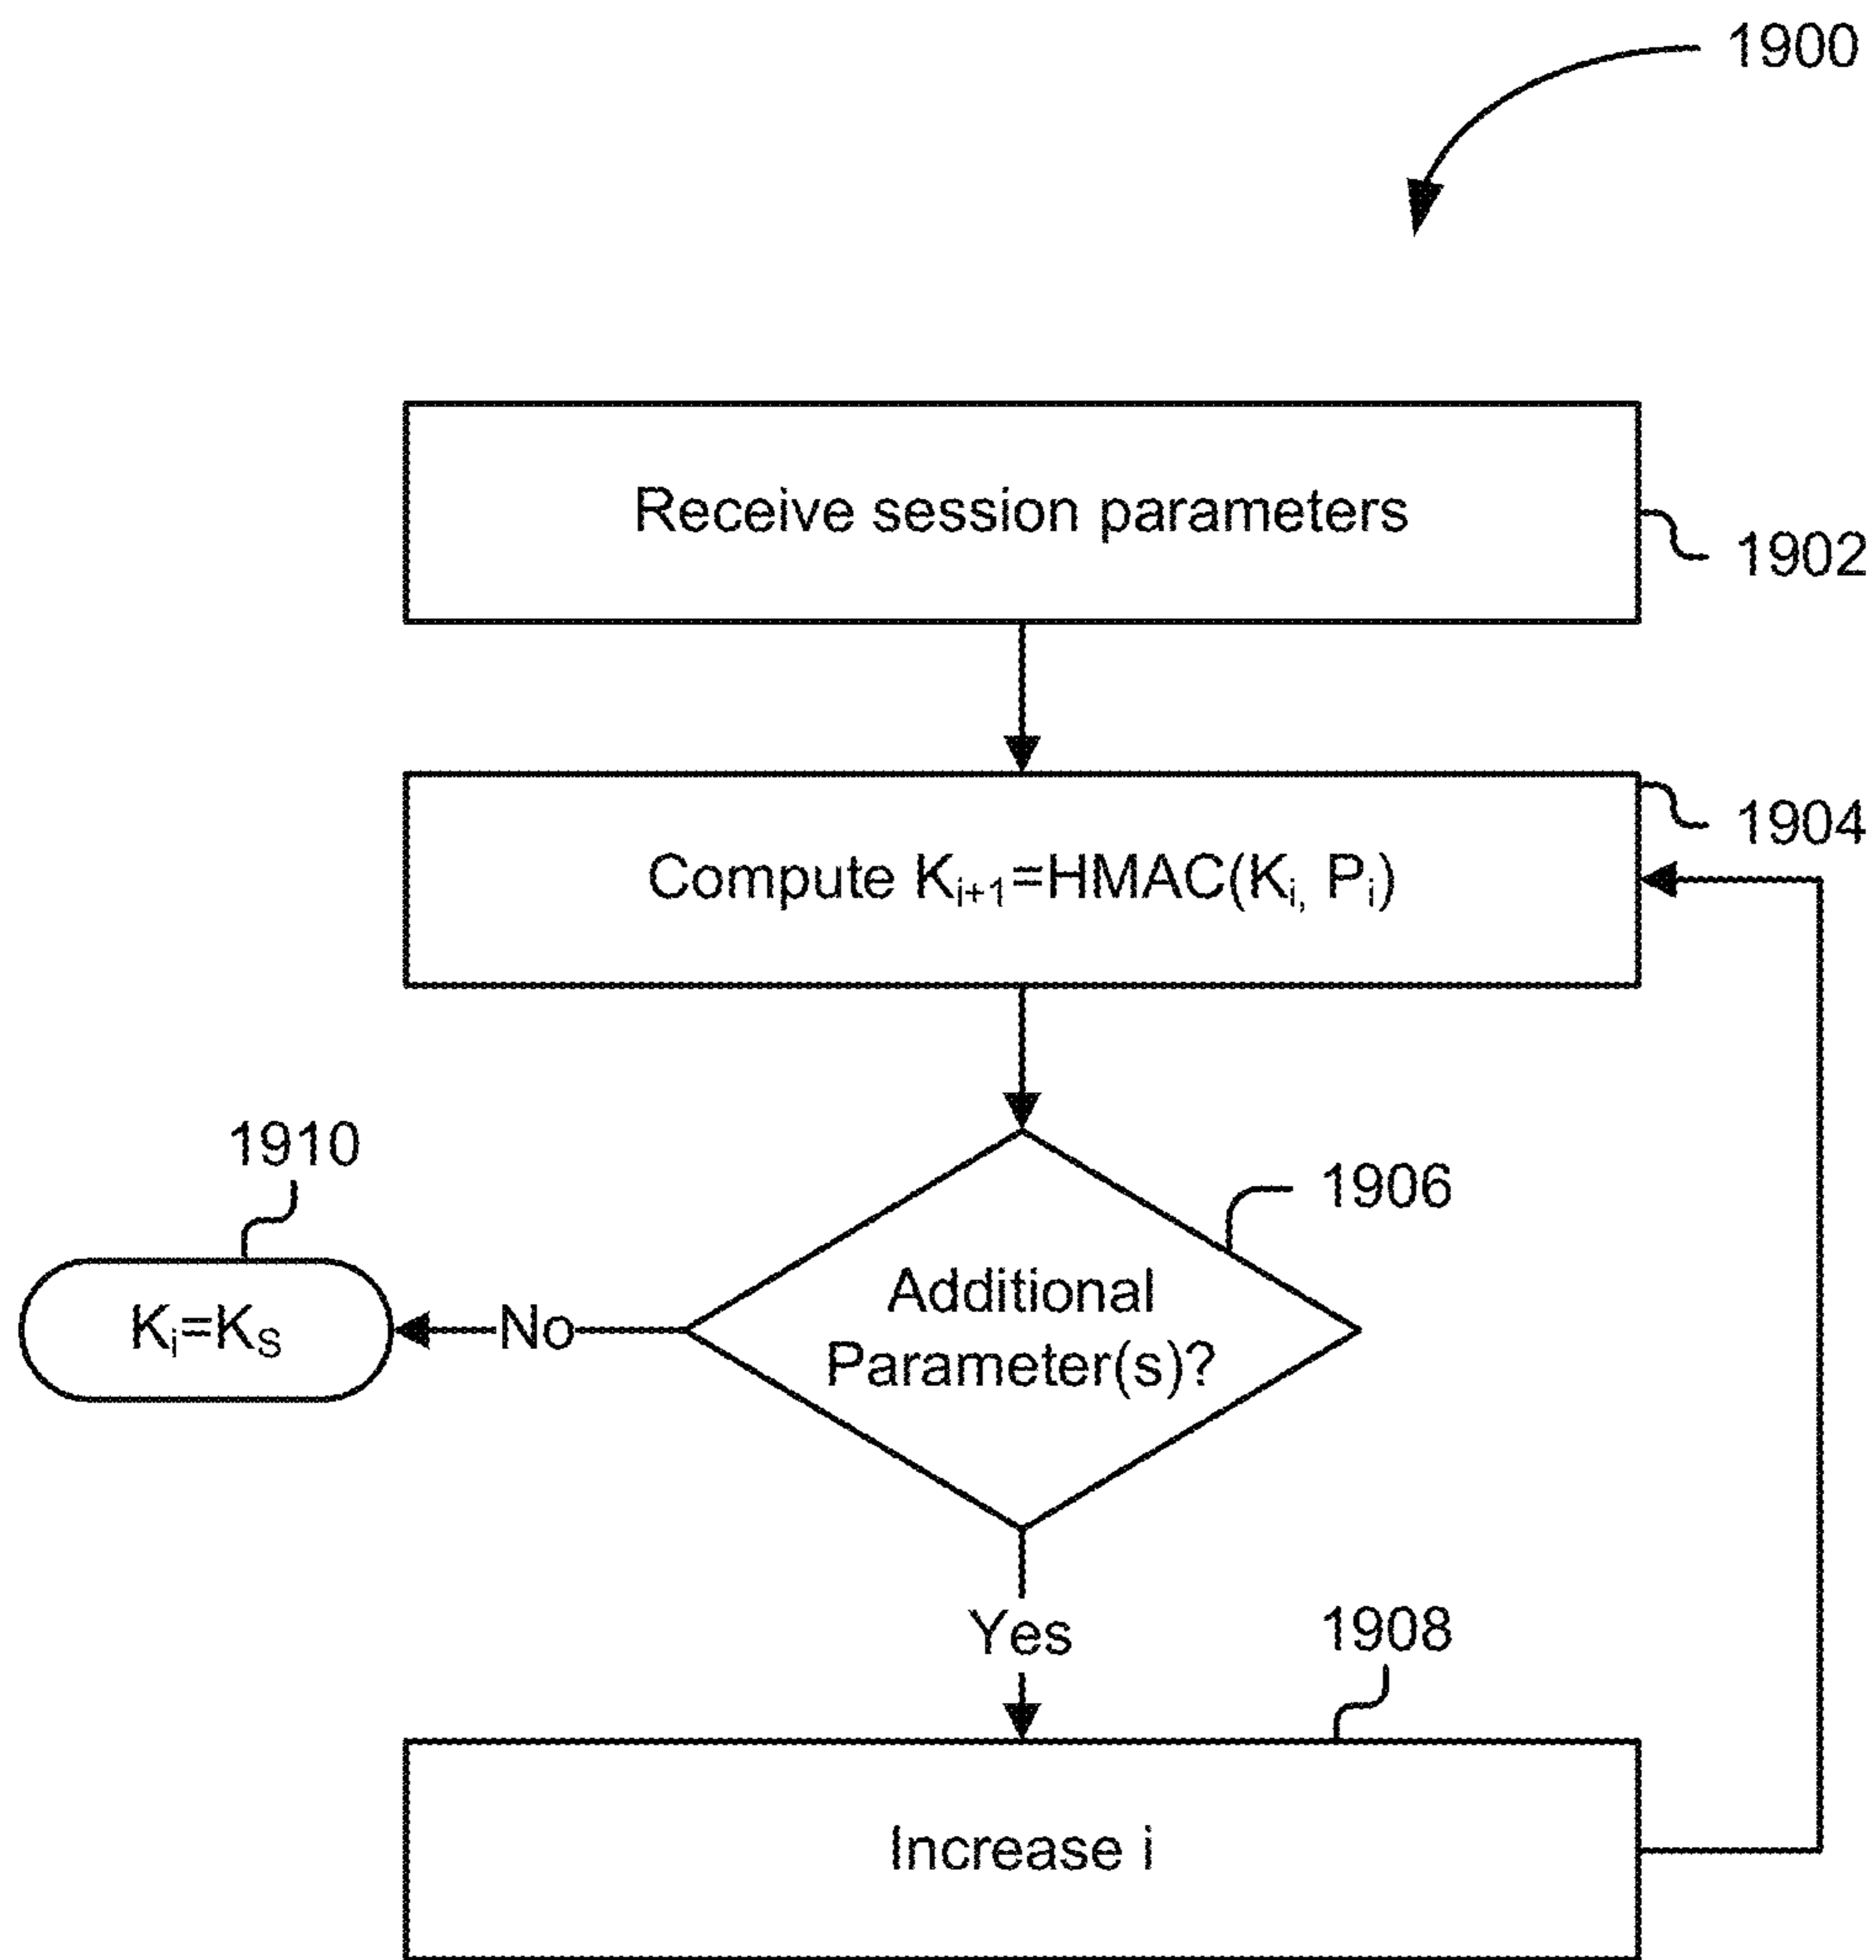 1900
Receive session parameters
1902
1904
Compute Kᵢ₊₁=HMAC(Kᵢ, Pᵢ)
1910
1906
Additional
Parameter(s)?
No
Kᵢ=Kₛ
Yes
1908
Increase i